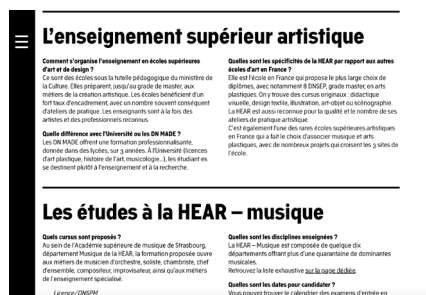 L'enseignement supérieur artistique
Comment s'organise l'enseignement en écoles supérieures
d'art et de design ?
Ce sont des écoles sous la tutelle pédagogique du ministère de
la Culture. Elles préparent, jusqu'au grade de master, aux
métiers de la création artistique. Les écoles bénéficient d'un
fort taux d'encadrement, avec un nombre souvent conséquent
d'ateliers de pratique. Les enseignants sont à la fois des
artistes et des professionnels reconnus.
Quelle différence avec l'Université ou les DN MADE ?
Les DN MADE offrent une formation professionnalisante,
donnée dans des lycées, sur 3 années. À l'Université (licences
d'art plastique, histoire de l'art, musicologie...), les étudiant·es
se destinent plutôt à l'enseignement et à la recherche.
Quelles sont les spécificités de la HEAR par rapport aux autres
écoles d'art en France ?
Elle est l'école en France qui propose le plus large choix de
diplômes, avec notamment 8 DNSEP, grade master, en arts
plastiques. On y trouve des cursus originaux : didactique
visuelle, design textile, illustration, art-objet ou scénographie.
La HEAR est aussi reconnue pour la qualité et le nombre de ses
ateliers de pratique artistique.
C'est également l'une des rares écoles supérieures artistiques
en France qui a fait le choix d'associer musique et arts
plastiques, avec de nombreux projets qui croisent les 3 sites de
l'école.
Les études à la HEAR – musique
Quels cursus sont proposés ?
Au sein de l'Académie supérieure de musique de Strasbourg,
département Musique de la HEAR, la formation proposée ouvre
aux métiers de musicien d'orchestre, soliste, chambriste, chef
d'ensemble, compositeur, improvisateur, ainsi qu'aux métiers
de l'enseignement spécialisé.
Licence/DNSPM
Quelles sont les disciplines enseignées ?
La HEAR – Musique est composée de quelque dix
départements offrant plus d'une quarantaine de dominantes
musicales.
Retrouvez la liste exhaustive sur la page dédiée.
Quelles sont les dates pour candidater ?
Vous pouvez trouver le calendrier des examens d'entrée en